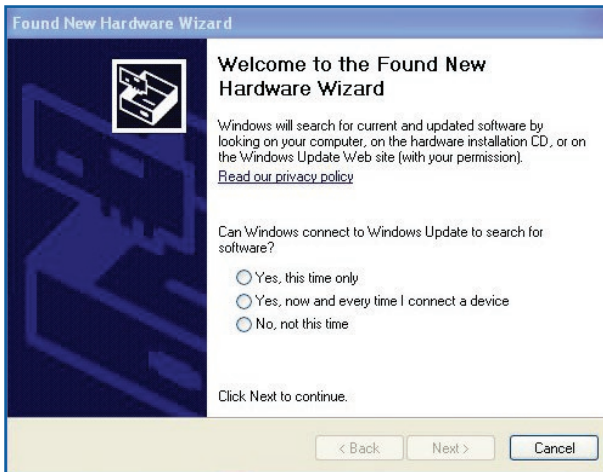 Found New Hardware Wizard
Welcome to the Found New
Hardware Wizard
Windows will search for current and updated software by
looking on your computer, on the hardware installation CD, or on
the Windows Update Web site (with your permission).
Read our privacy policy
Can Windows connect to Windows Update to search for
software?
Yes, this time only
Yes, now and every time I connect a device
No, not this time
Click Next to continue.
< Back Next > Cancel